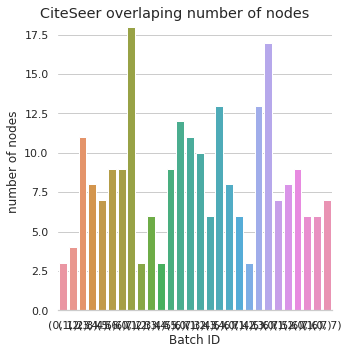 CiteSeer overlaping number of nodes
17.5
15.0
12.5
10.0
7.5
5.0
2.5
0.0
number of nodes
Batch ID